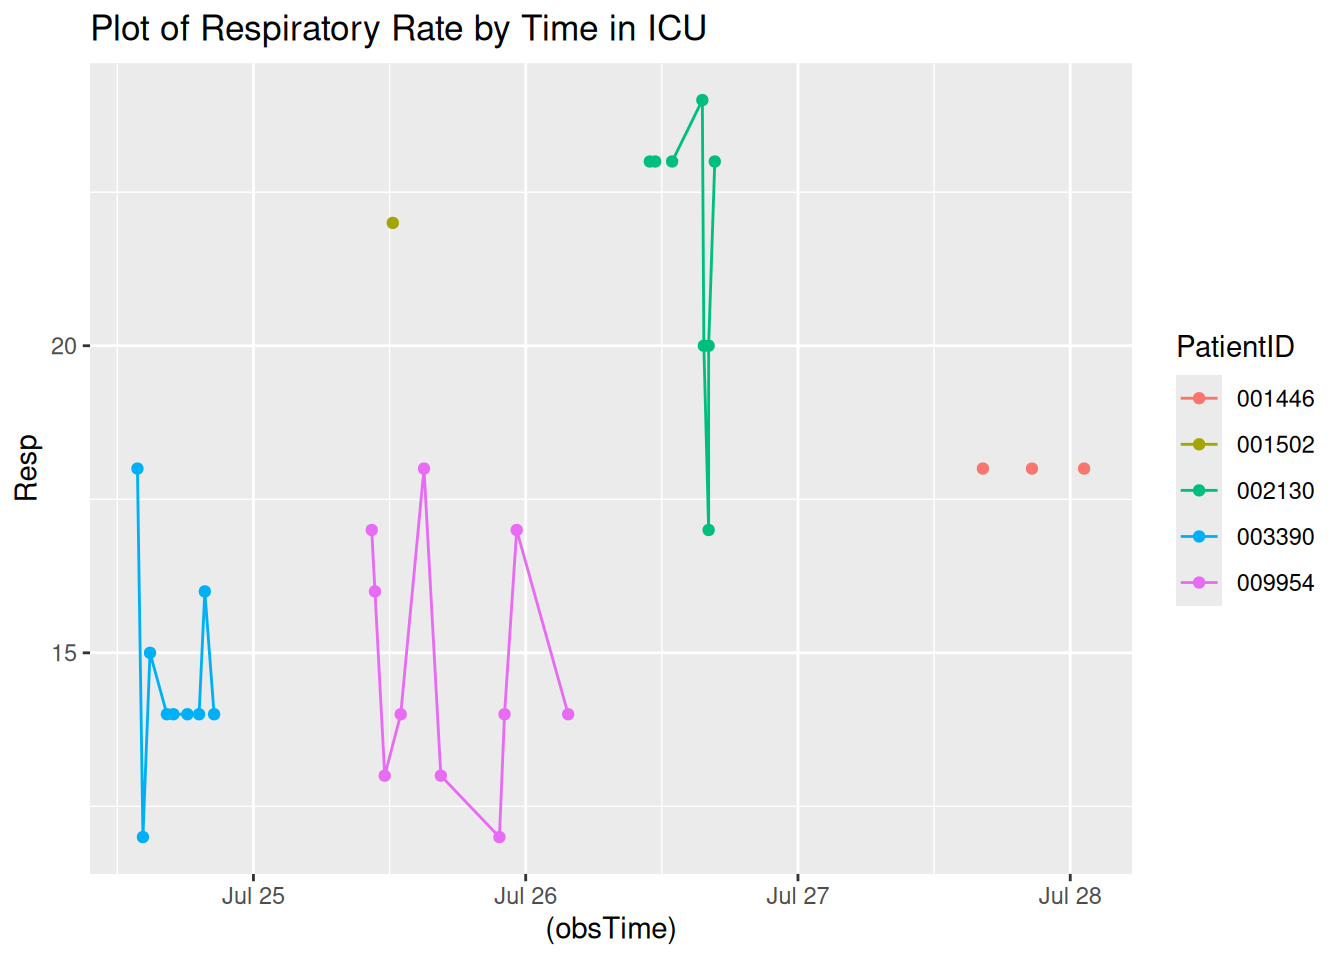 Plot of Respiratory Rate by Time in ICU
Resp
20
15
Jul 25
Jul 26
Jul 27
Jul 28
(obsTime)
PatientID
001446
001502
002130
003390
009954